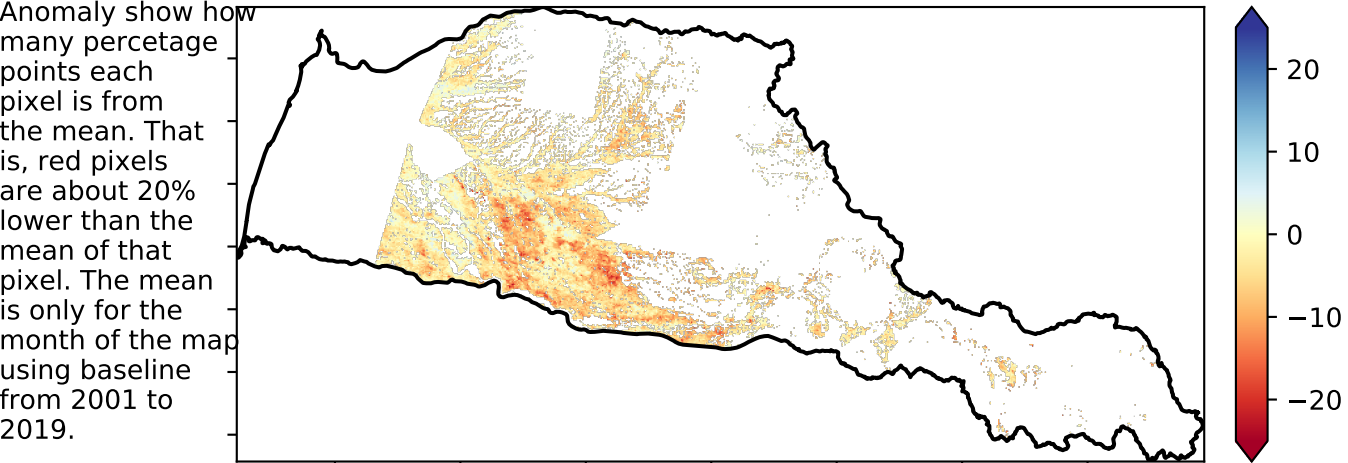 Anomaly show how
many percetage
points each
pixel is from
the mean. That
is, red pixels
are about 20%
lower than the
mean of that
pixel. The mean
is only for the
month of the map
using baseline
from 2001 to
2019.
20
10
0
−10
−20